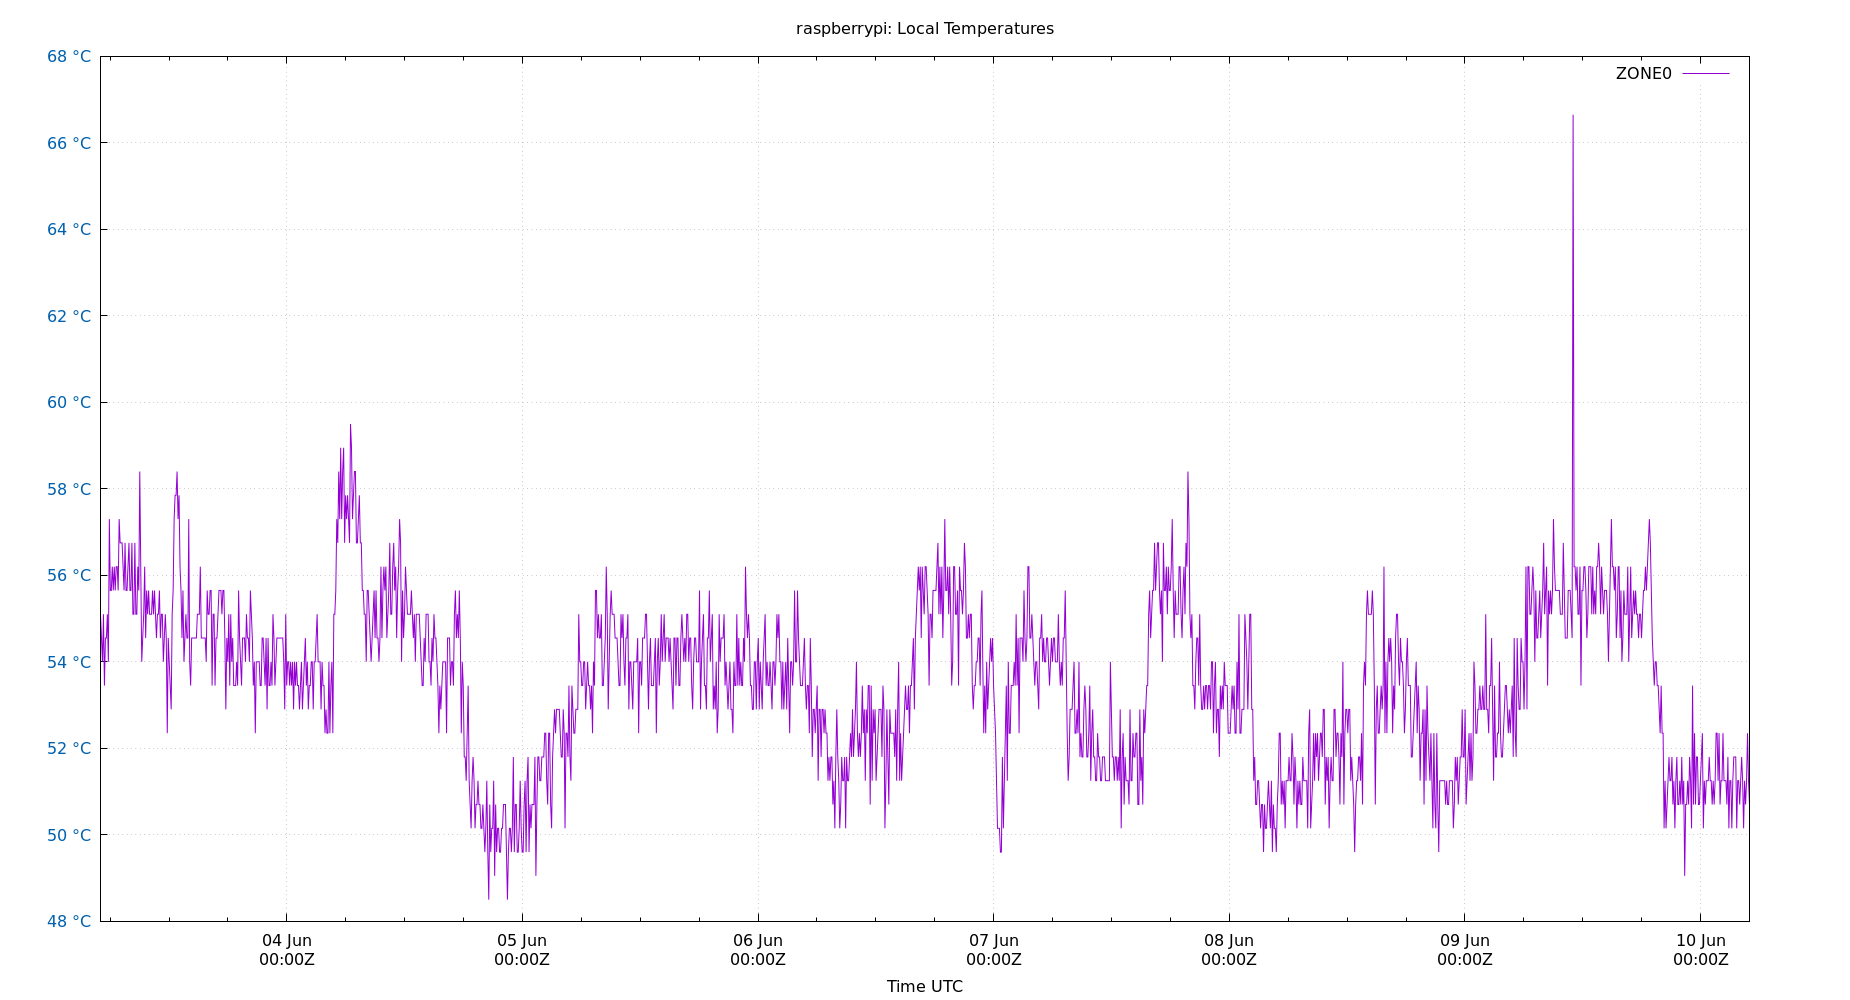 raspberrypi: Local Temperatures
68 °C
ZONE0
66 °C
64 °C
62 °C
60 °C
58 °C
56 °C
54 °C
52 °C
50 °C
48 °C
04 Jun 05 Jun 06 Jun 07 Jun 08 Jun 09 Jun 10 Jun
00:00Z 00:00Z 00:00Z 00:00Z 00:00Z 00:00Z 00:00Z
Time UTC